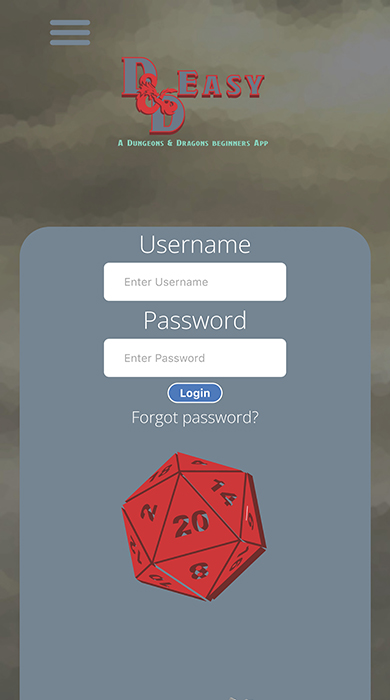 D&D EASY
A DUNGEONS & DRAGONS BEGINNERS APP
Username
Enter Username
Password
Enter Password
Login
Forgot password?
2
14
20
8